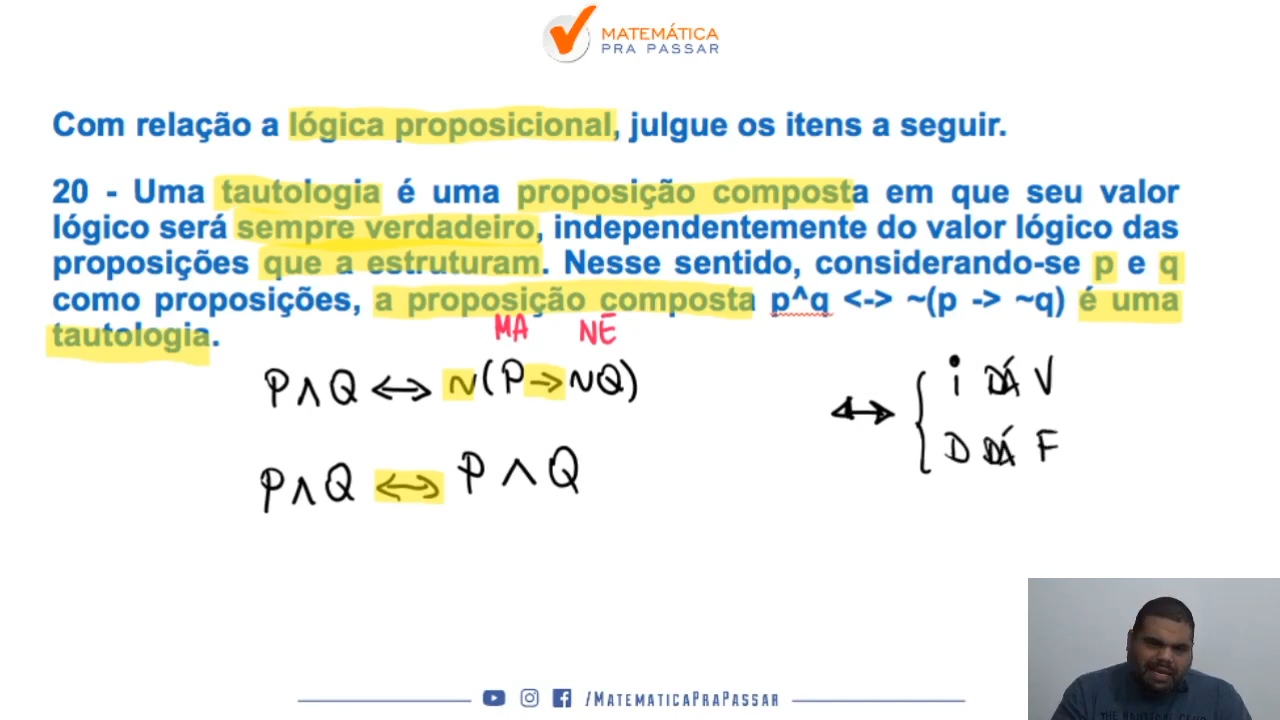 MATEMÁTICA
PRA PASSAR
Com relação a lógica proposicional, julgue os itens a seguir.
20 - Uma tautologia é uma proposição composta em que seu valor
lógico será sempre verdadeiro, independentemente do valor lógico das
proposições que a estruturam. Nesse sentido, considerando-se p e q
como proposições, a proposição composta p^q <-> ~(p -> ~q) é uma
tautologia.
MA NE
P ∧ Q ↔ ~(P → ~Q)
i DÁ V
↔ {
D DÁ F
P ∧ Q ↔ P ∧ Q
/MATEMATICAPRAPASSAR